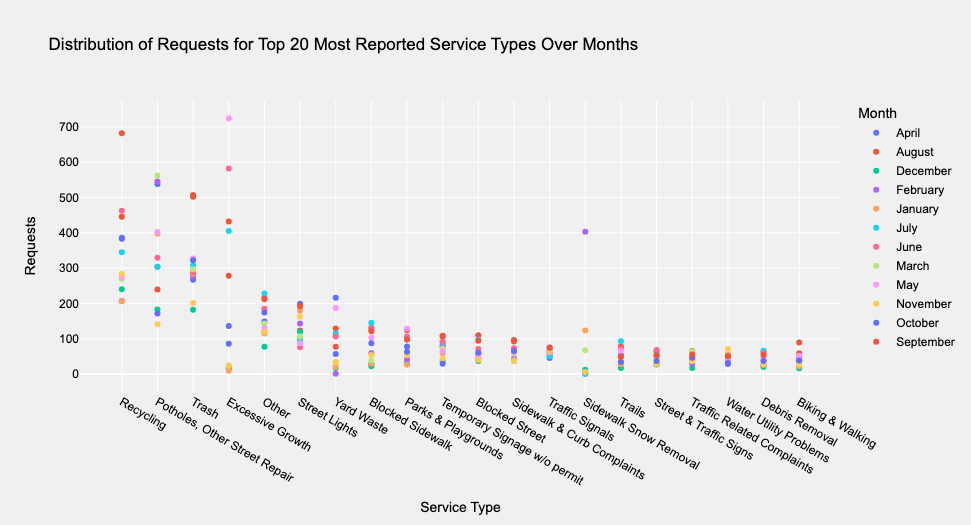 Distribution of Requests for Top 20 Most Reported Service Types Over Months
Requests
700
600
500
400
300
200
100
0
Month
April
August
December
February
January
July
June
March
May
November
October
September
Recycling
Potholes, Other Street Repair
Trash
Excessive Growth
Other
Street Lights
Yard Waste
Blocked Sidewalk
Parks & Playgrounds
Temporary Signage w/o permit
Blocked Street
Sidewalk & Curb Complaints
Traffic Signals
Sidewalk Snow Removal
Trails
Street & Traffic Signs
Traffic Related Complaints
Water Utility Problems
Debris Removal
Biking & Walking
Service Type